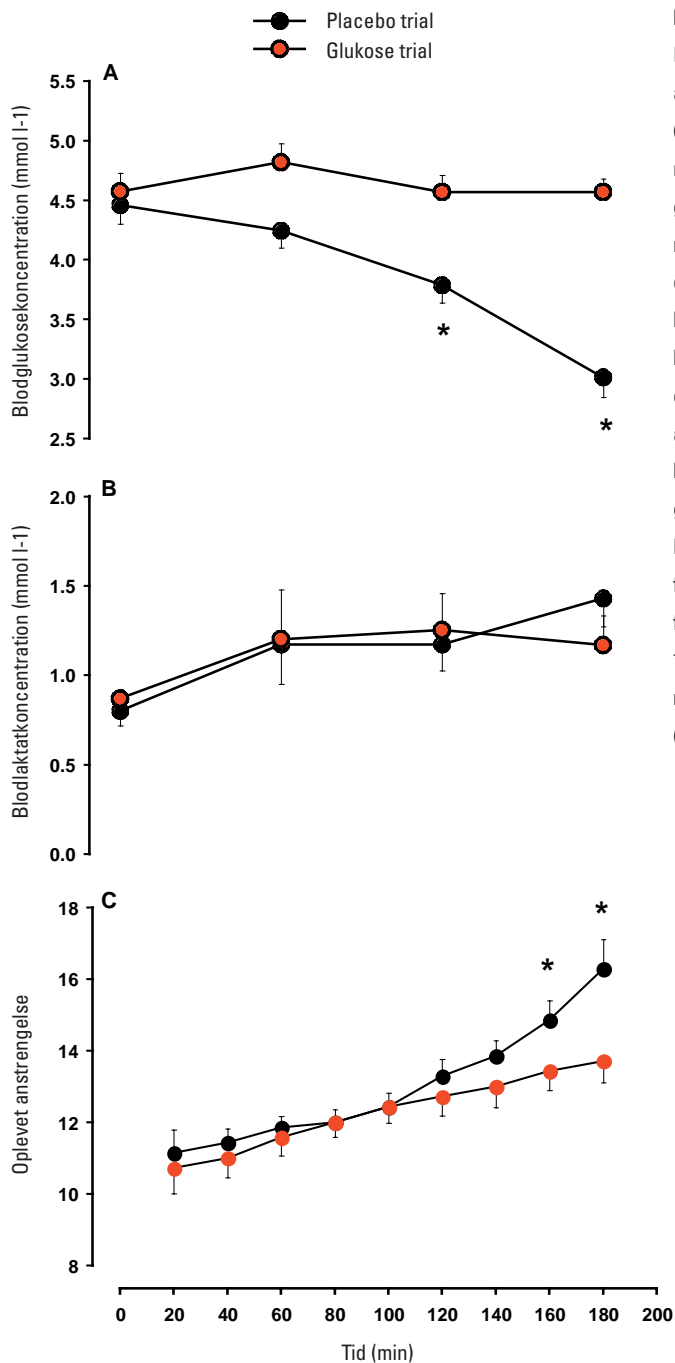 Placebo trial
Glukose trial
A
Blodglukosekoncentration (mmol l-1)
5.5
5.0
4.5
4.0
3.5
3.0
2.5
*
*
B
Blodlaktatkoncentration (mmol l-1)
2.0
1.5
1.0
0.5
0.0
C
Oplevet anstrengelse
18
16
14
12
10
8
*
*
0 20 40 60 80 100 120 140 160 180 200
Tid (min)